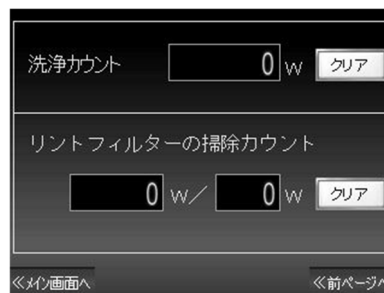 洗浄カウント 0 W クリア
リントフィルターの掃除カウント
0 W／ 0 W クリア
≪メイン画面へ ≪前ページへ